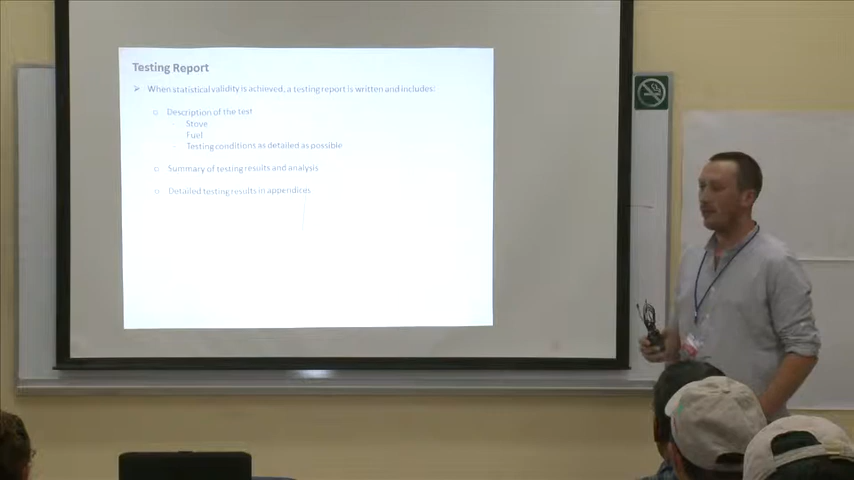 Testing Report
When statistical validity is achieved, a testing report is written and includes:
Description of the test
Stove
Fuel
Testing conditions as detailed as possible
Summary of testing results and analysis
Detailed testing results in appendices